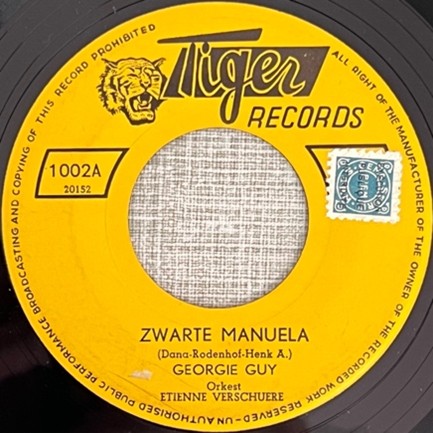 Tiger
RECORDS
1002A
20152
ZWARTE MANUELA
(Dana-Rodenhof-Henk A.)
GEORGIE GUY
Orkest
ETIENNE VERSCHUERE
ALL RIGHT OF THE MANUFACTURER OF THE OWNER OF THE RECORDED WORK RESERVED - UNAUTHORISED PUBLIC PERFORMANCE BROADCASTING AND COPYING OF THIS RECORD PROHIBITED